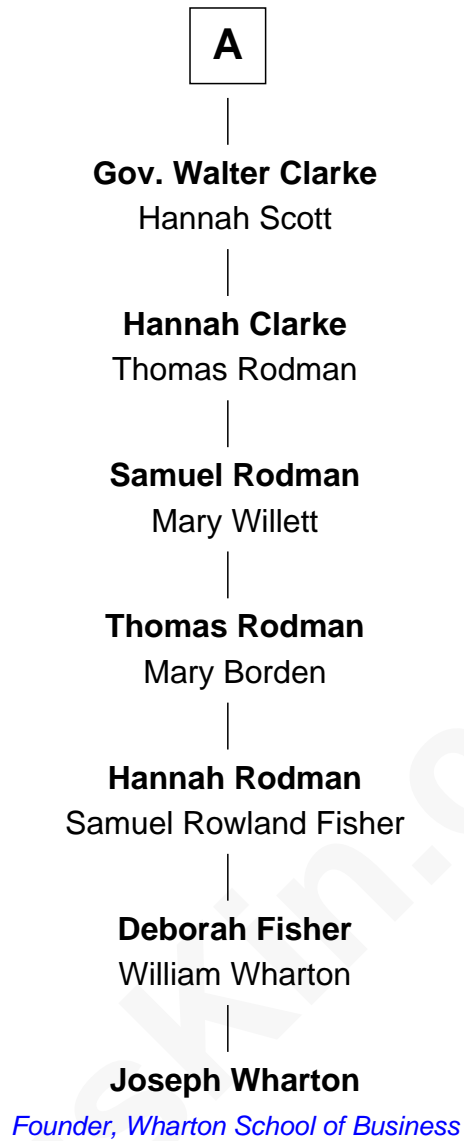 A
Gov. Walter Clarke
Hannah Scott
Hannah Clarke
Thomas Rodman
Samuel Rodman
Mary Willett
Thomas Rodman
Mary Borden
Hannah Rodman
Samuel Rowland Fisher
Deborah Fisher
William Wharton
Joseph Wharton
Founder, Wharton School of Business